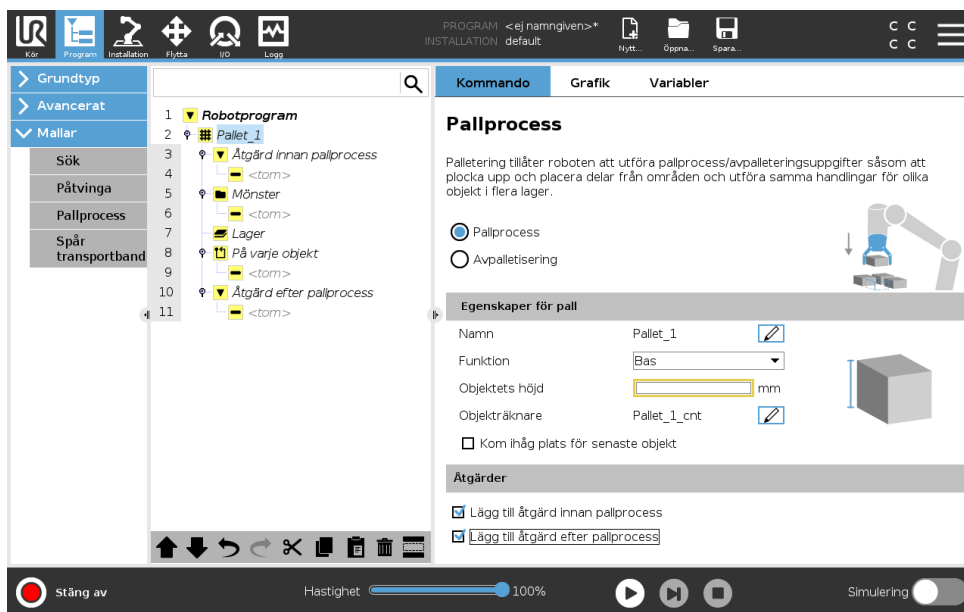 PROGRAM <ej namngiven>*
INSTALLATION default
UR
Kör
Program
Installation
Flytta
I/O
Logg
Nytt...
Öppna...
Spara...
C C
C C
Grundtyp
Avancerat
Mallar
Sök
Påtvinga
Pallprocess
Spår
transportband
1 Robotprogram
2 Pallet_1
3 Åtgärd innan pallprocess
4 <tom>
5 Mönster
6 <tom>
7 Lager
8 På varje objekt
9 <tom>
10 Åtgärd efter pallprocess
11 <tom>
Kommando Grafik Variabler
Pallprocess
Palletering tillåter roboten att utföra pallprocess/avpalleteringsuppgifter såsom att
plocka upp och placera delar från områden och utföra samma handlingar för olika
objekt i flera lager.
Pallprocess
Avpalletisering
Egenskaper för pall
Namn Pallet_1
Funktion Bas
Objektets höjd mm
Objekträknare Pallet_1_cnt
Kom ihåg plats för senaste objekt
Åtgärder
Lägg till åtgärd innan pallprocess
Lägg till åtgärd efter pallprocess
Stäng av
Hastighet 100%
Simulering